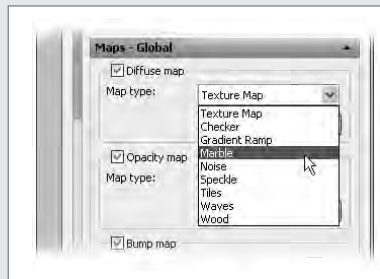 Maps - Global
Diffuse map
Map type:
Texture Map
Texture Map
Checker
Gradient Ramp
Marble
Noise
Speckle
Tiles
Waves
Wood
Opacity map
Map type:
Bump map